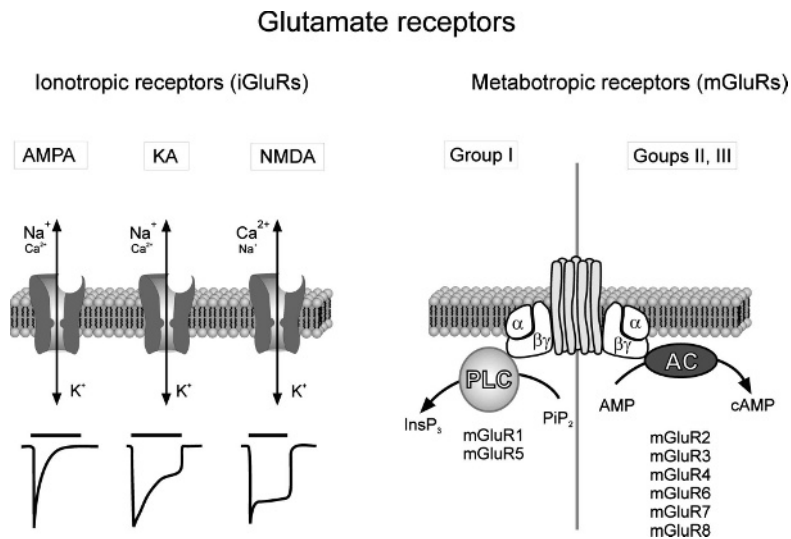 Glutamate receptors
Ionotropic receptors (iGluRs)
Metabotropic receptors (mGluRs)
AMPA
KA
NMDA
Group I
Goups II, III
Na⁺
Ca²⁺
Na⁺
Ca²⁺
Ca²⁺
Na⁺
K⁺
K⁺
K⁺
α
βγ
α
βγ
PLC
AC
InsP₃
PiP₂
AMP
cAMP
mGluR1
mGluR5
mGluR2
mGluR3
mGluR4
mGluR6
mGluR7
mGluR8